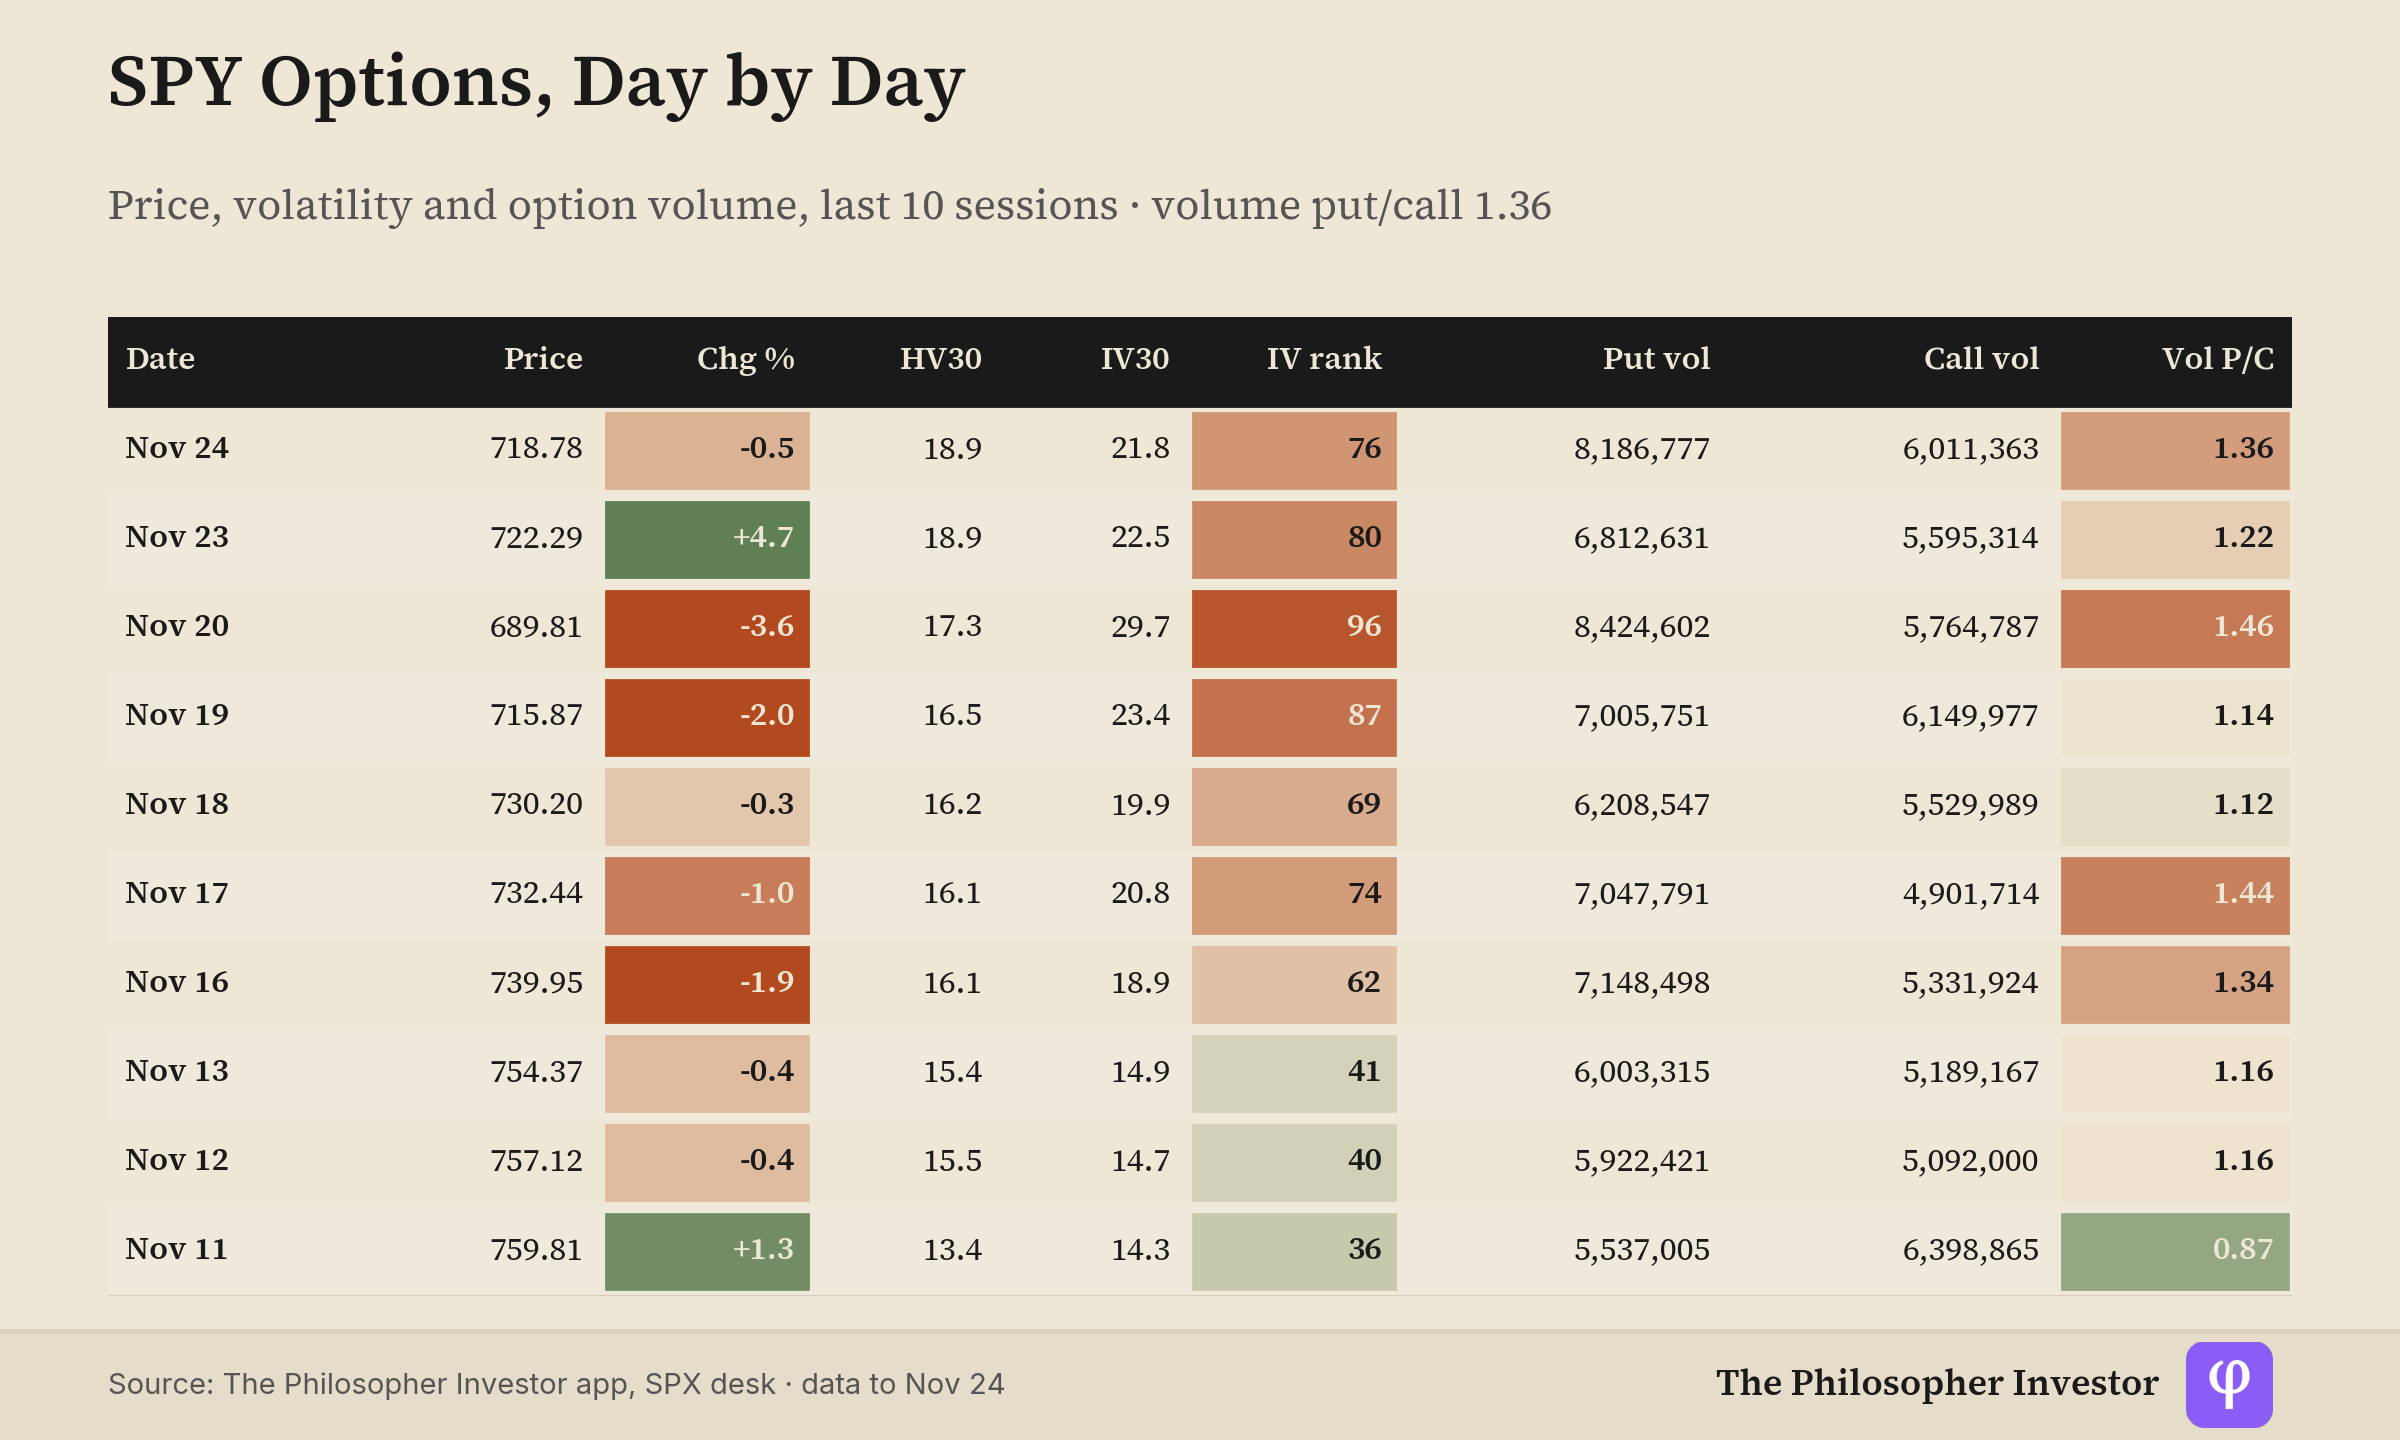 SPY Options, Day by Day
Price, volatility and option volume, last 10 sessions · volume put/call 1.36
Date Price Chg % HV30 IV30 IV rank Put vol Call vol Vol P/C
Nov 24 718.78 -0.5 18.9 21.8 76 8,186,777 6,011,363 1.36
Nov 23 722.29 +4.7 18.9 22.5 80 6,812,631 5,595,314 1.22
Nov 20 689.81 -3.6 17.3 29.7 96 8,424,602 5,764,787 1.46
Nov 19 715.87 -2.0 16.5 23.4 87 7,005,751 6,149,977 1.14
Nov 18 730.20 -0.3 16.2 19.9 69 6,208,547 5,529,989 1.12
Nov 17 732.44 -1.0 16.1 20.8 74 7,047,791 4,901,714 1.44
Nov 16 739.95 -1.9 16.1 18.9 62 7,148,498 5,331,924 1.34
Nov 13 754.37 -0.4 15.4 14.9 41 6,003,315 5,189,167 1.16
Nov 12 757.12 -0.4 15.5 14.7 40 5,922,421 5,092,000 1.16
Nov 11 759.81 +1.3 13.4 14.3 36 5,537,005 6,398,865 0.87
Source: The Philosopher Investor app, SPX desk · data to Nov 24
The Philosopher Investor φ